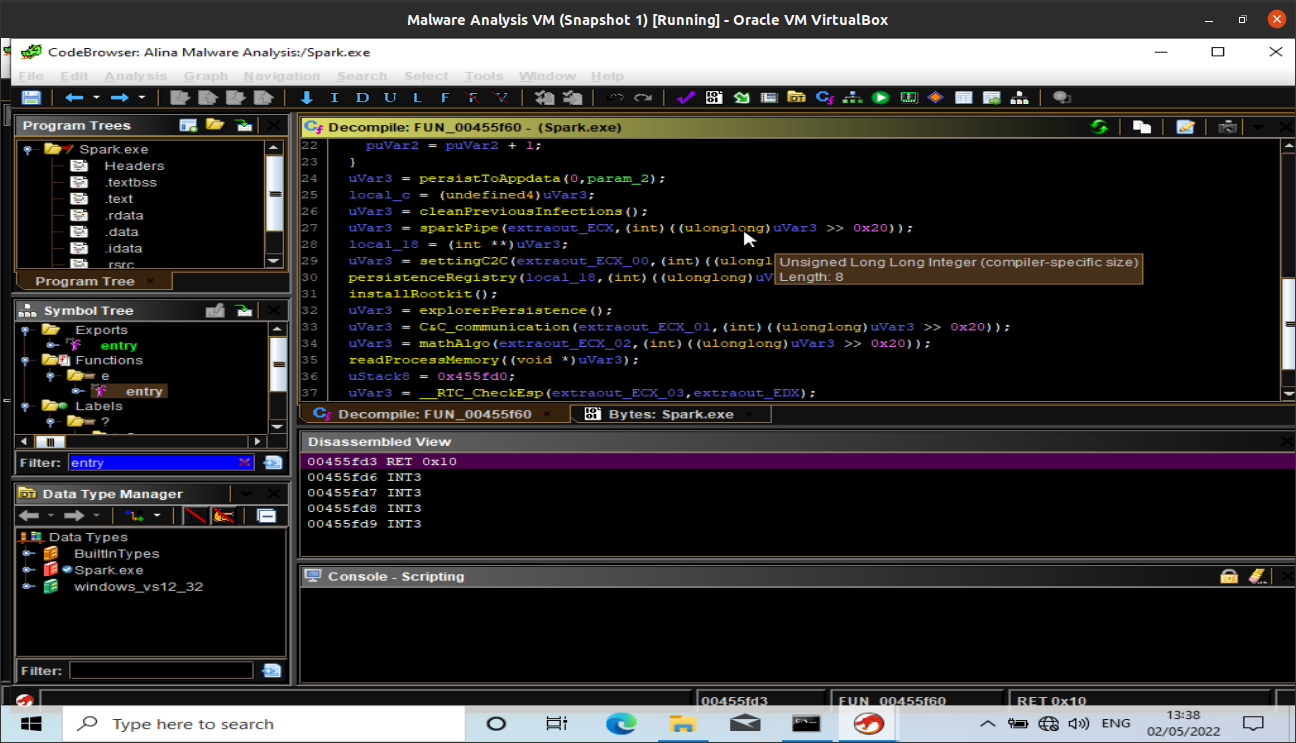 Malware Analysis VM (Snapshot 1) [Running] - Oracle VM VirtualBox
CodeBrowser: Alina Malware Analysis:/Spark.exe
File Edit Analysis Graph Navigation Search Select Tools Window Help
I D U L F
Program Trees
Spark.exe
Headers
.textbss
.text
.rdata
.data
.idata
.rsrc
Program Tree ×
Symbol Tree
Exports
entry
Functions
e
entry
Labels
?
Filter: entry
Data Type Manager
Data Types
BuiltInTypes
Spark.exe
windows_vs12_32
Filter:
Decompile: FUN_00455f60 - (Spark.exe)
22 puVar2 = puVar2 + 1;
23 }
24 uVar3 = persistToAppdata(0,param_2);
25 local_c = (undefined4)uVar3;
26 uVar3 = cleanPreviousInfections();
27 uVar3 = sparkPipe(extraout_ECX,(int)((ulonglong)uVar3 >> 0x20));
28 local_18 = (int **)uVar3;
29 uVar3 = settingC2C(extraout_ECX_00,(int)((ulongl
30 persistenceRegistry(local_18,(int)((ulonglong)uV
Unsigned Long Long Integer (compiler-specific size)
Length: 8
31 installRootkit();
32 uVar3 = explorerPersistence();
33 uVar3 = C&C_communication(extraout_ECX_01,(int)((ulonglong)uVar3 >> 0x20));
34 uVar3 = mathAlgo(extraout_ECX_02,(int)((ulonglong)uVar3 >> 0x20));
35 readProcessMemory((void *)uVar3);
36 uStack8 = 0x455fd0;
37 uVar3 = __RTC_CheckEsp(extraout_ECX_03,extraout_EDX);
Decompile: FUN_00455f60 × Bytes: Spark.exe ×
Disassembled View
00455fd3 RET 0x10
00455fd6 INT3
00455fd7 INT3
00455fd8 INT3
00455fd9 INT3
Console - Scripting
00455fd3 FUN_00455f60 RET 0x10
Type here to search
ENG
13:38
02/05/2022